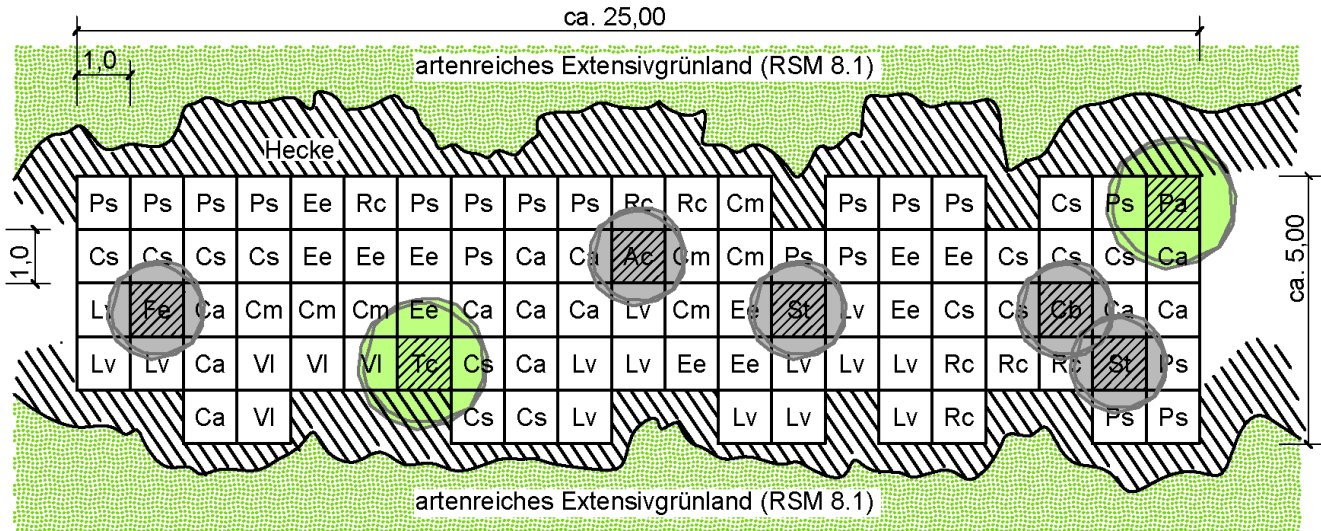 ca. 25,00
1,0
artenreiches Extensivgrünland (RSM 8.1)
Hecke
Ps Ps Ps Ps Ee Rc Ps Ps Ps Ps Rc Rc Cm Ps Ps Ps Cs Ps Pa
1,0 Cs Cs Cs Cs Ee Ee Ee Ps Ca Ca Ac Cm Cm Ps Ps Ee Ee Cs Cs Cs Ca
ca. 5,00
Lv Fe Ca Cm Cm Cm Ee Ca Ca Ca Lv Cm Ee St Lv Ee Cs Cs Cb Ca Ca
Lv Lv Ca Vl Vl Vl Tc Cs Ca Lv Lv Ee Ee Lv Lv Lv Rc Rc Rc St Ps
Ca Vl Cs Cs Lv Lv Lv Lv Rc Ps Ps
artenreiches Extensivgrünland (RSM 8.1)